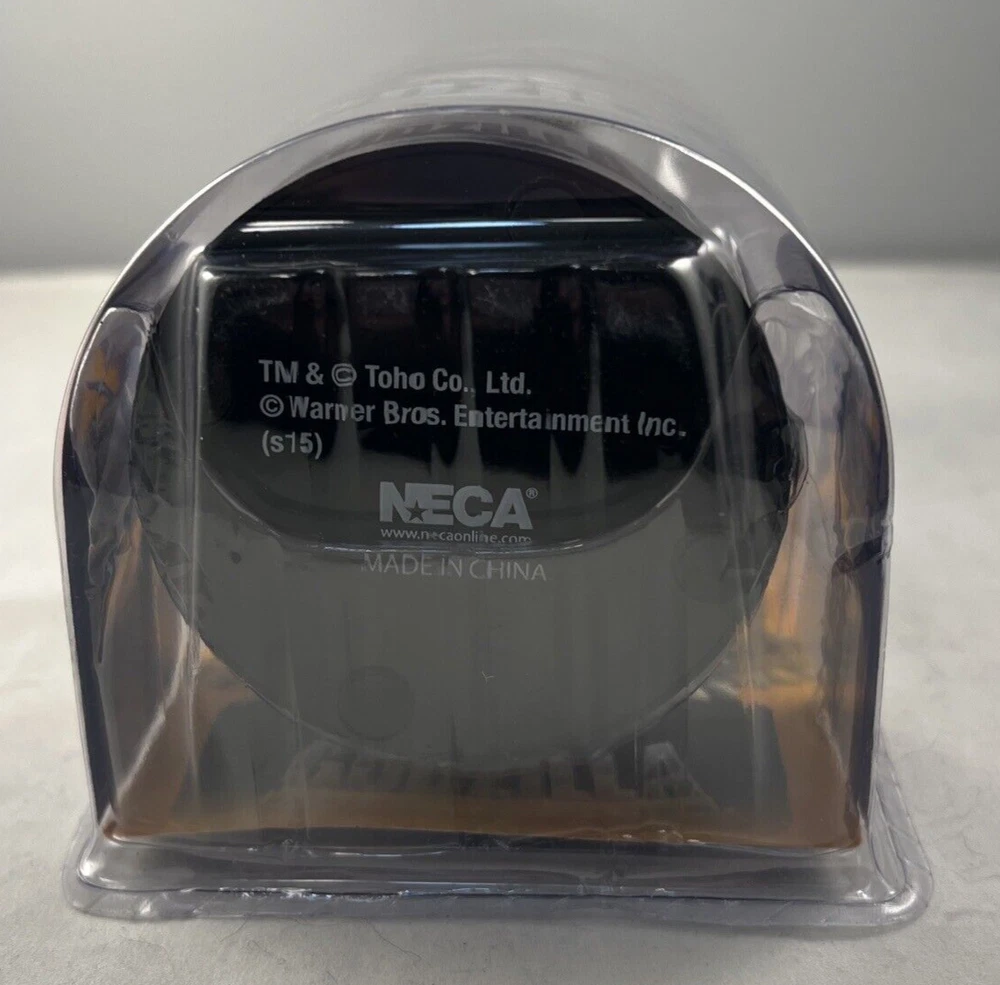 TM & © Toho Co., Ltd.
© Warner Bros. Entertainment Inc.
(s15)
NECA®
www.necaonline.com
MADE IN CHINA